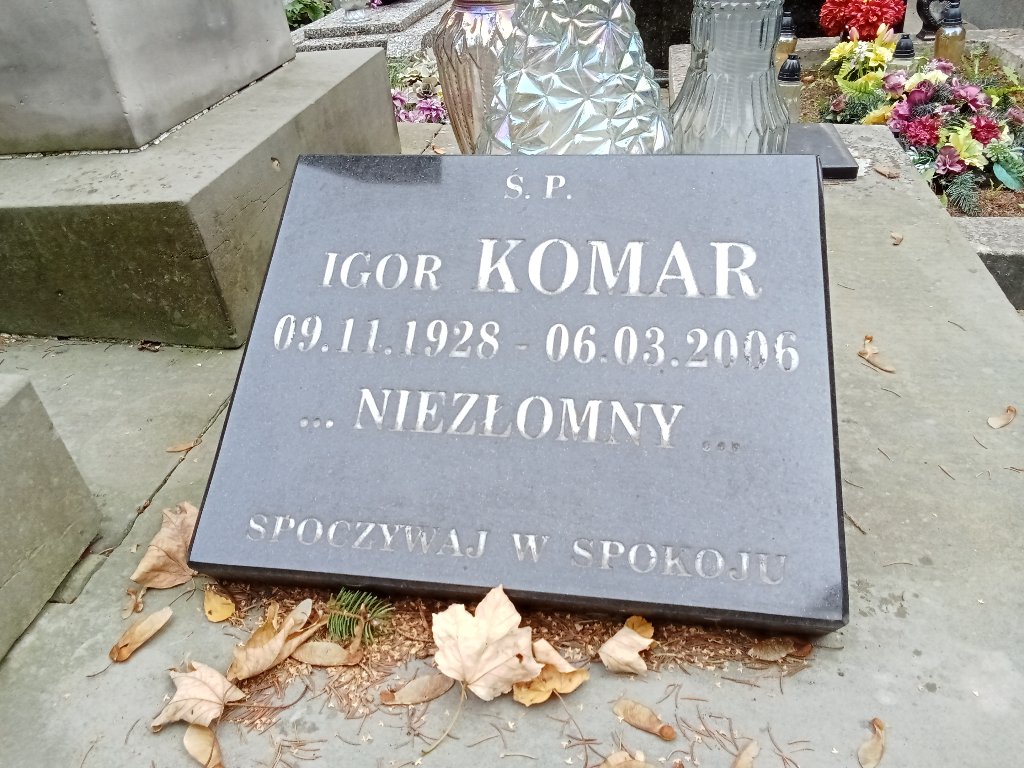 Ś. P.
IGOR KOMAR
09.11.1928 - 06.03.2006
... NIEZŁOMNY ...
SPOCZYWAJ W SPOKOJU